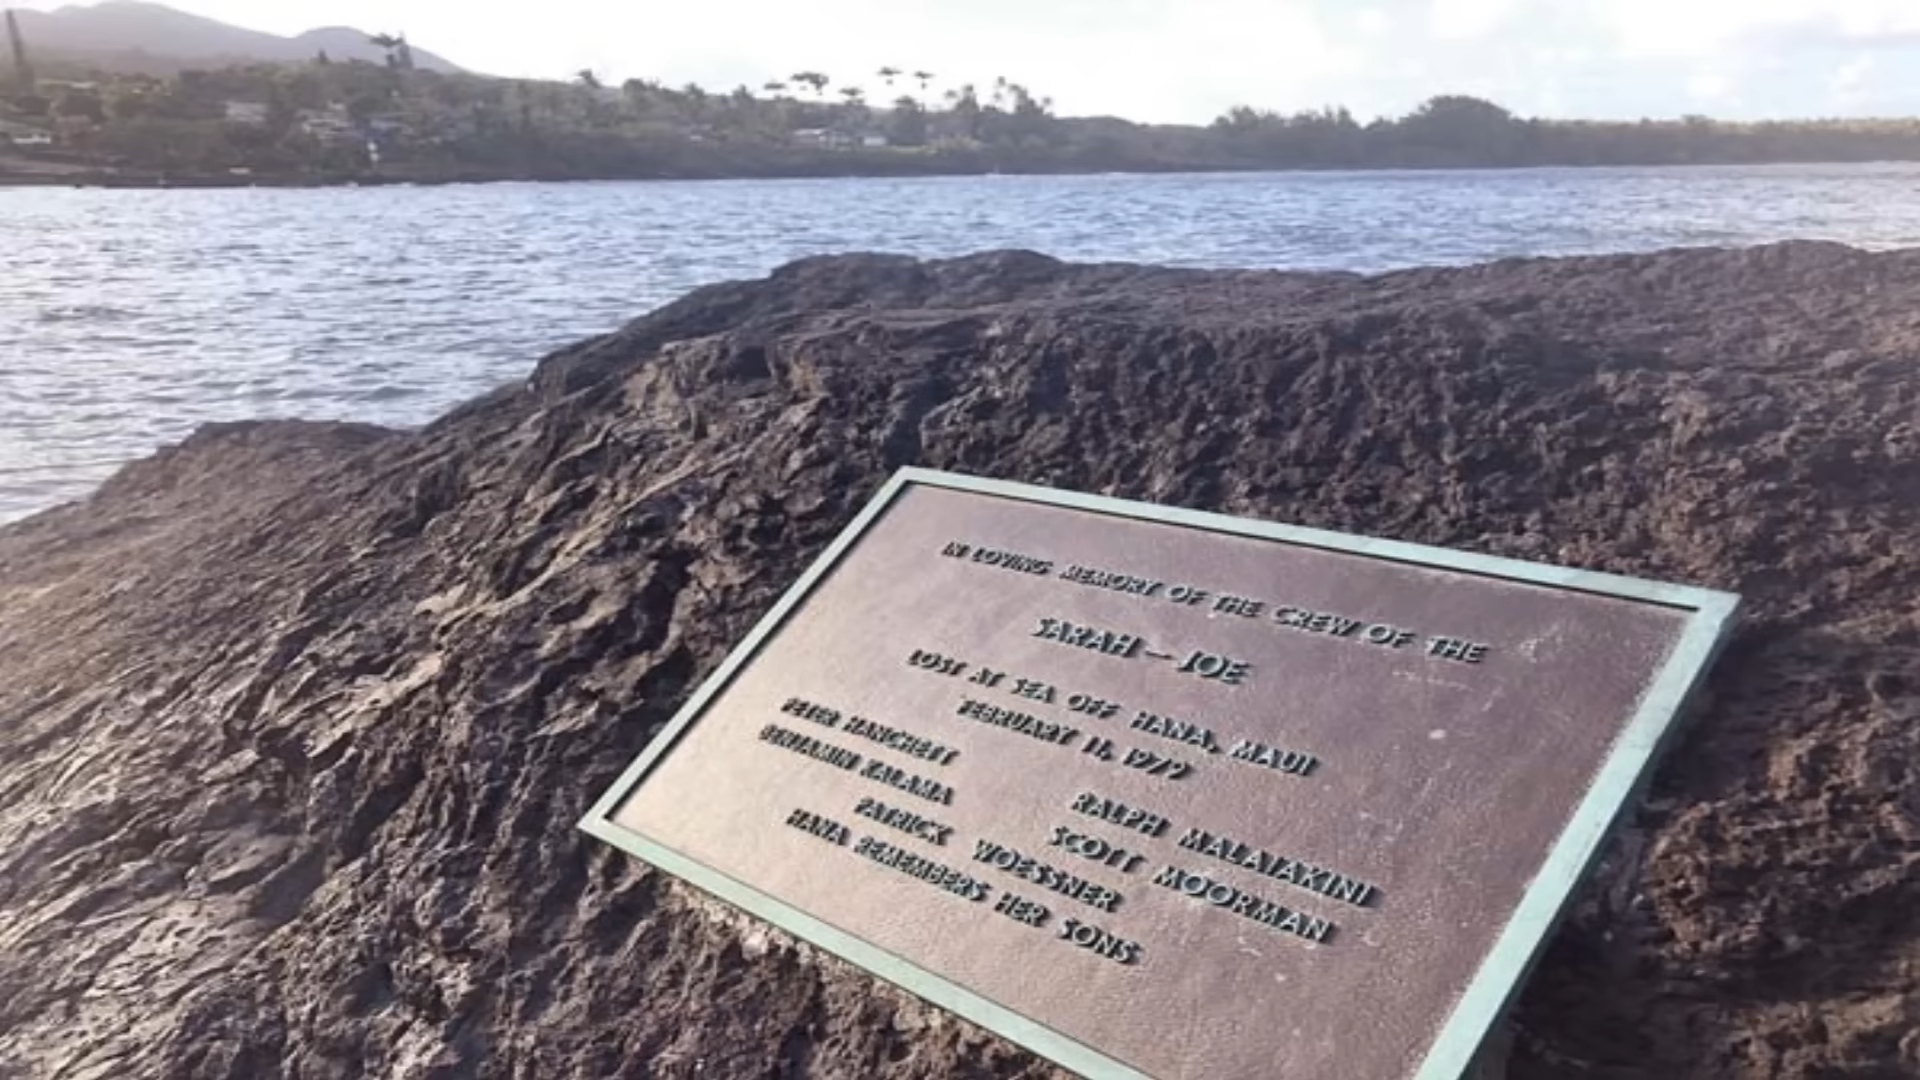 IN LOVING MEMORY OF THE CREW OF THE
SARAH – JOE
LOST AT SEA OFF HANA, MAUI
FEBRUARY 11, 1979
PETER HANCHETT RALPH MALAIAKINI
BENJAMIN KALAMA SCOTT MOORMAN
PATRICK WOESSNER
HANA REMEMBERS HER SONS